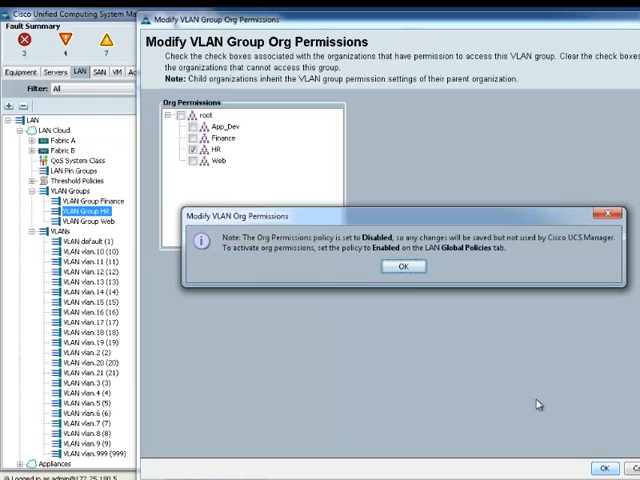 Cisco Unified Computing System Ma
Fault Summary
3 4 7
Equipment Servers LAN SAN VM
Filter: All
LAN
LAN Cloud
Fabric A
Fabric B
QoS System Class
LAN Pin Groups
Threshold Policies
VLAN Groups
VLAN Group Finance
VLAN Group HR
VLAN Group Web
VLANs
VLAN default (1)
VLAN vlan.10 (10)
VLAN vlan.11 (11)
VLAN vlan.12 (12)
VLAN vlan.13 (13)
VLAN vlan.14 (14)
VLAN vlan.15 (15)
VLAN vlan.16 (16)
VLAN vlan.17 (17)
VLAN vlan.18 (18)
VLAN vlan.19 (19)
VLAN vlan.2 (2)
VLAN vlan.20 (20)
VLAN vlan.21 (21)
VLAN vlan.3 (3)
VLAN vlan.4 (4)
VLAN vlan.5 (5)
VLAN vlan.6 (6)
VLAN vlan.7 (7)
VLAN vlan.8 (8)
VLAN vlan.9 (9)
VLAN vlan.999 (999)
Appliances
Logged in as admin@172.25.180.5
Modify VLAN Group Org Permissions
Modify VLAN Group Org Permissions
Check the check boxes associated with the organizations that have permission to access this VLAN group. Clear the check boxes
the organizations that cannot access this group.
Note: Child organizations inherit the VLAN group permission settings of their parent organization.
Org Permissions
root
App_Dev
Finance
HR
Web
Modify VLAN Org Permissions
Note: The Org Permissions policy is set to Disabled, so any changes will be saved but not used by Cisco UCS Manager.
To activate org permissions, set the policy to Enabled on the LAN Global Policies tab.
OK
OK